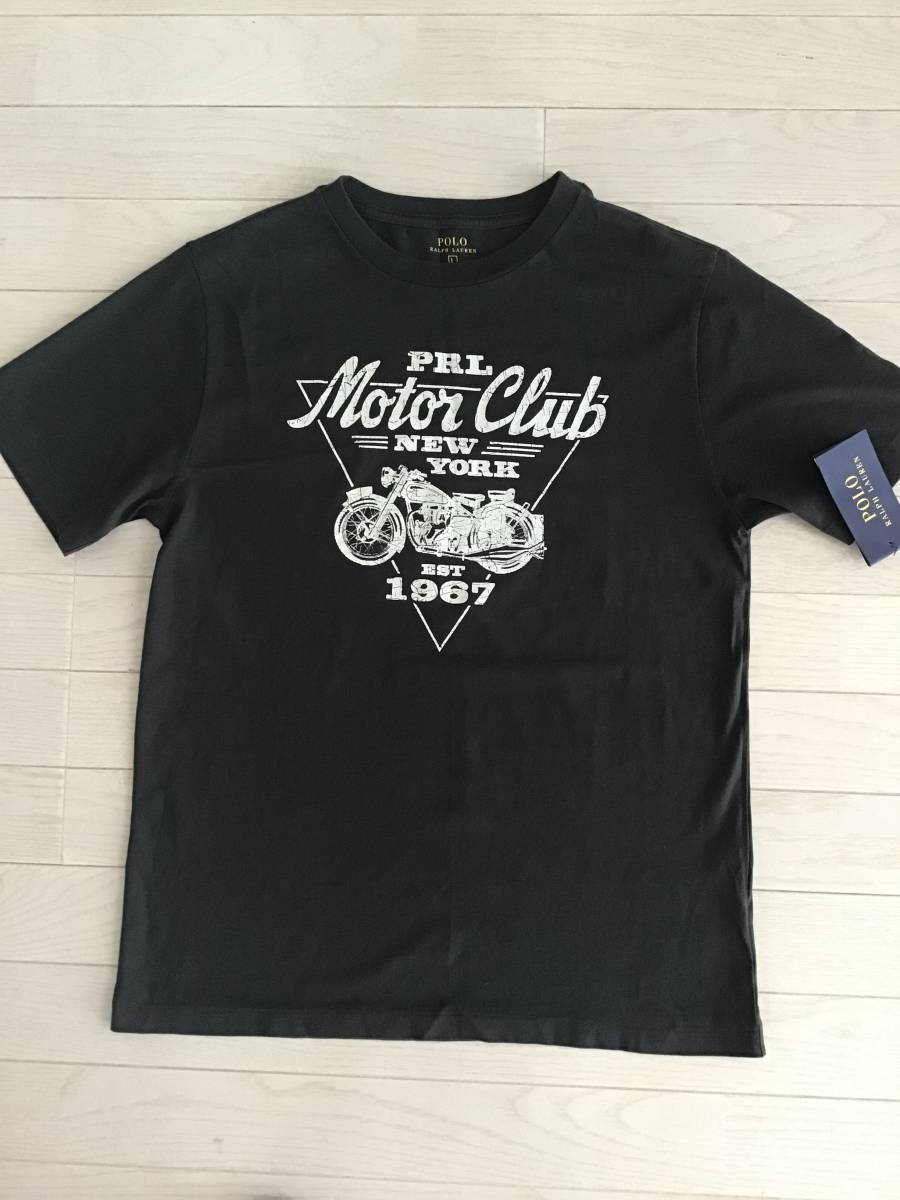 POLO
RALPH LAUREN
L
PRL
Motor Club
NEW
YORK
EST
1967
POLO
RALPH LAUREN